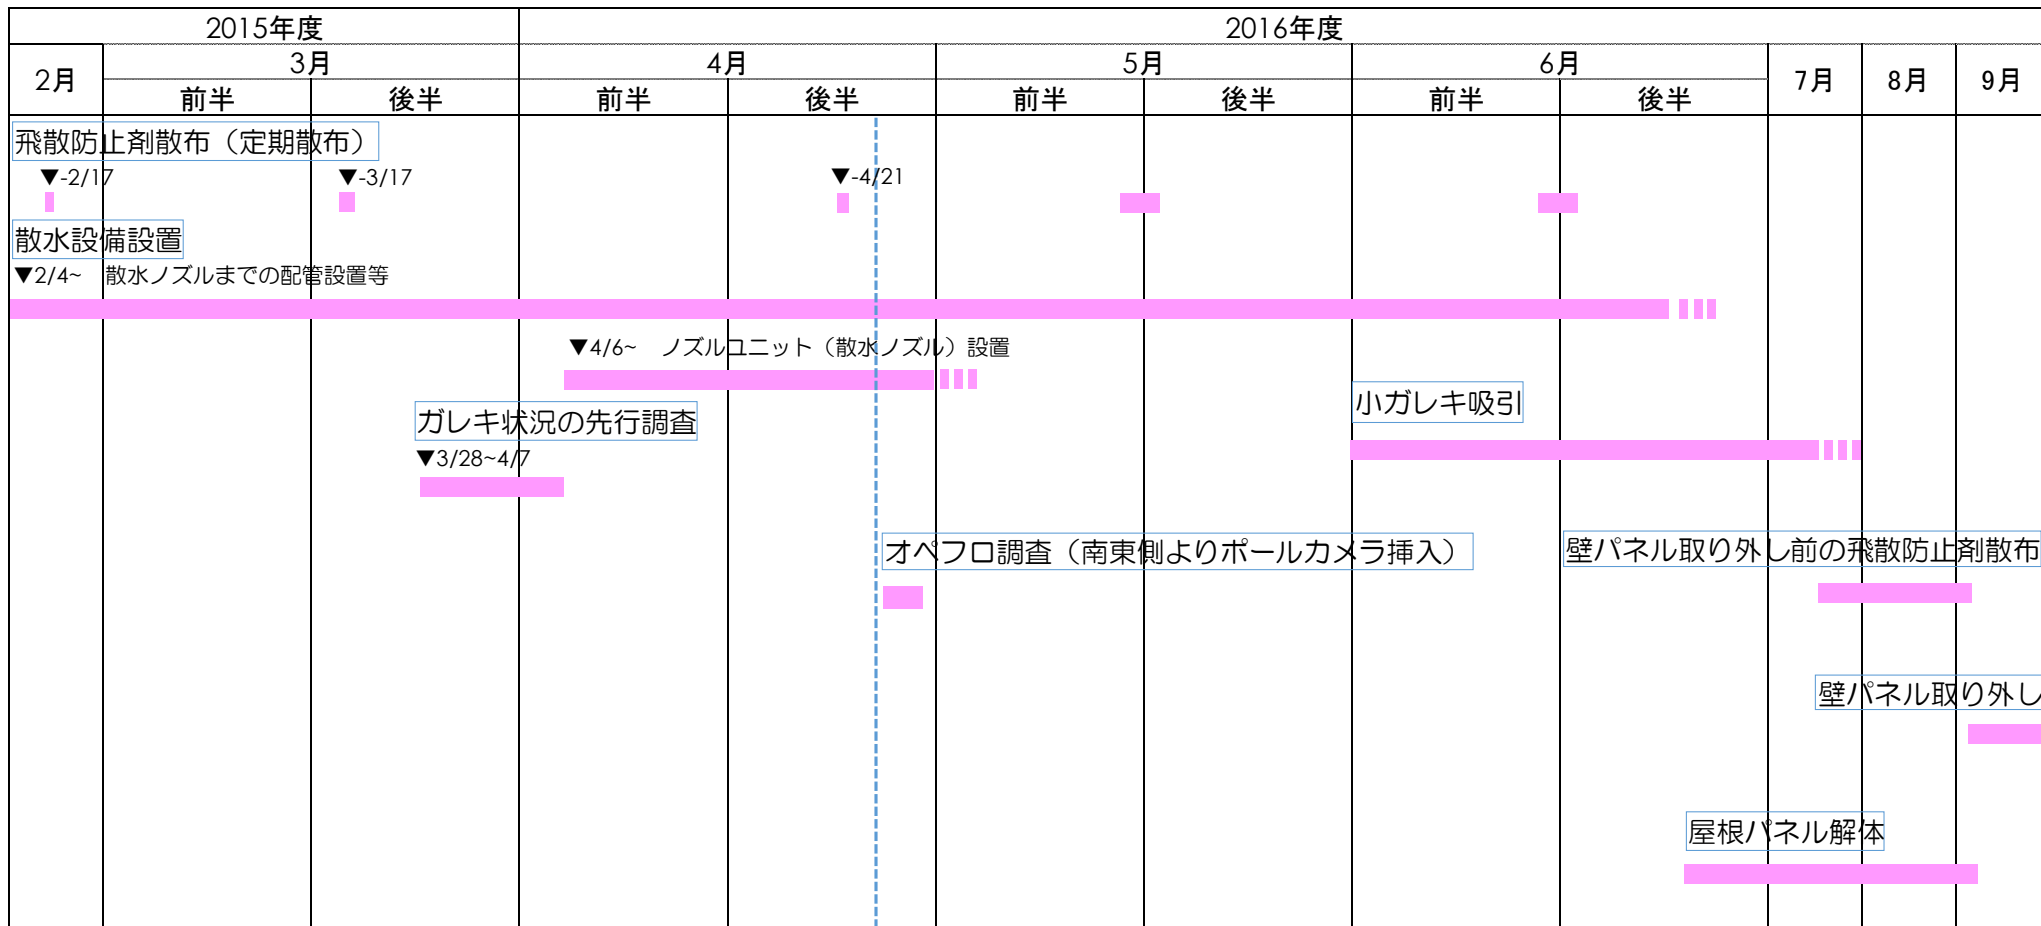 2015年度 2016年度
2月 3月 4月 5月 6月 7月 8月 9月
前半 後半 前半 後半 前半 後半 前半 後半
飛散防止剤散布（定期散布）
▼-2/17 ▼-3/17 ▼-4/21
散水設備設置
▼2/4~ 散水ノズルまでの配管設置等
▼4/6~ ノズルユニット（散水ノズル）設置
小ガレキ吸引
ガレキ状況の先行調査
▼3/28~4/7
オペフロ調査（南東側よりポールカメラ挿入）
壁パネル取り外し前の飛散防止剤散布
壁パネル取り外し
屋根パネル解体